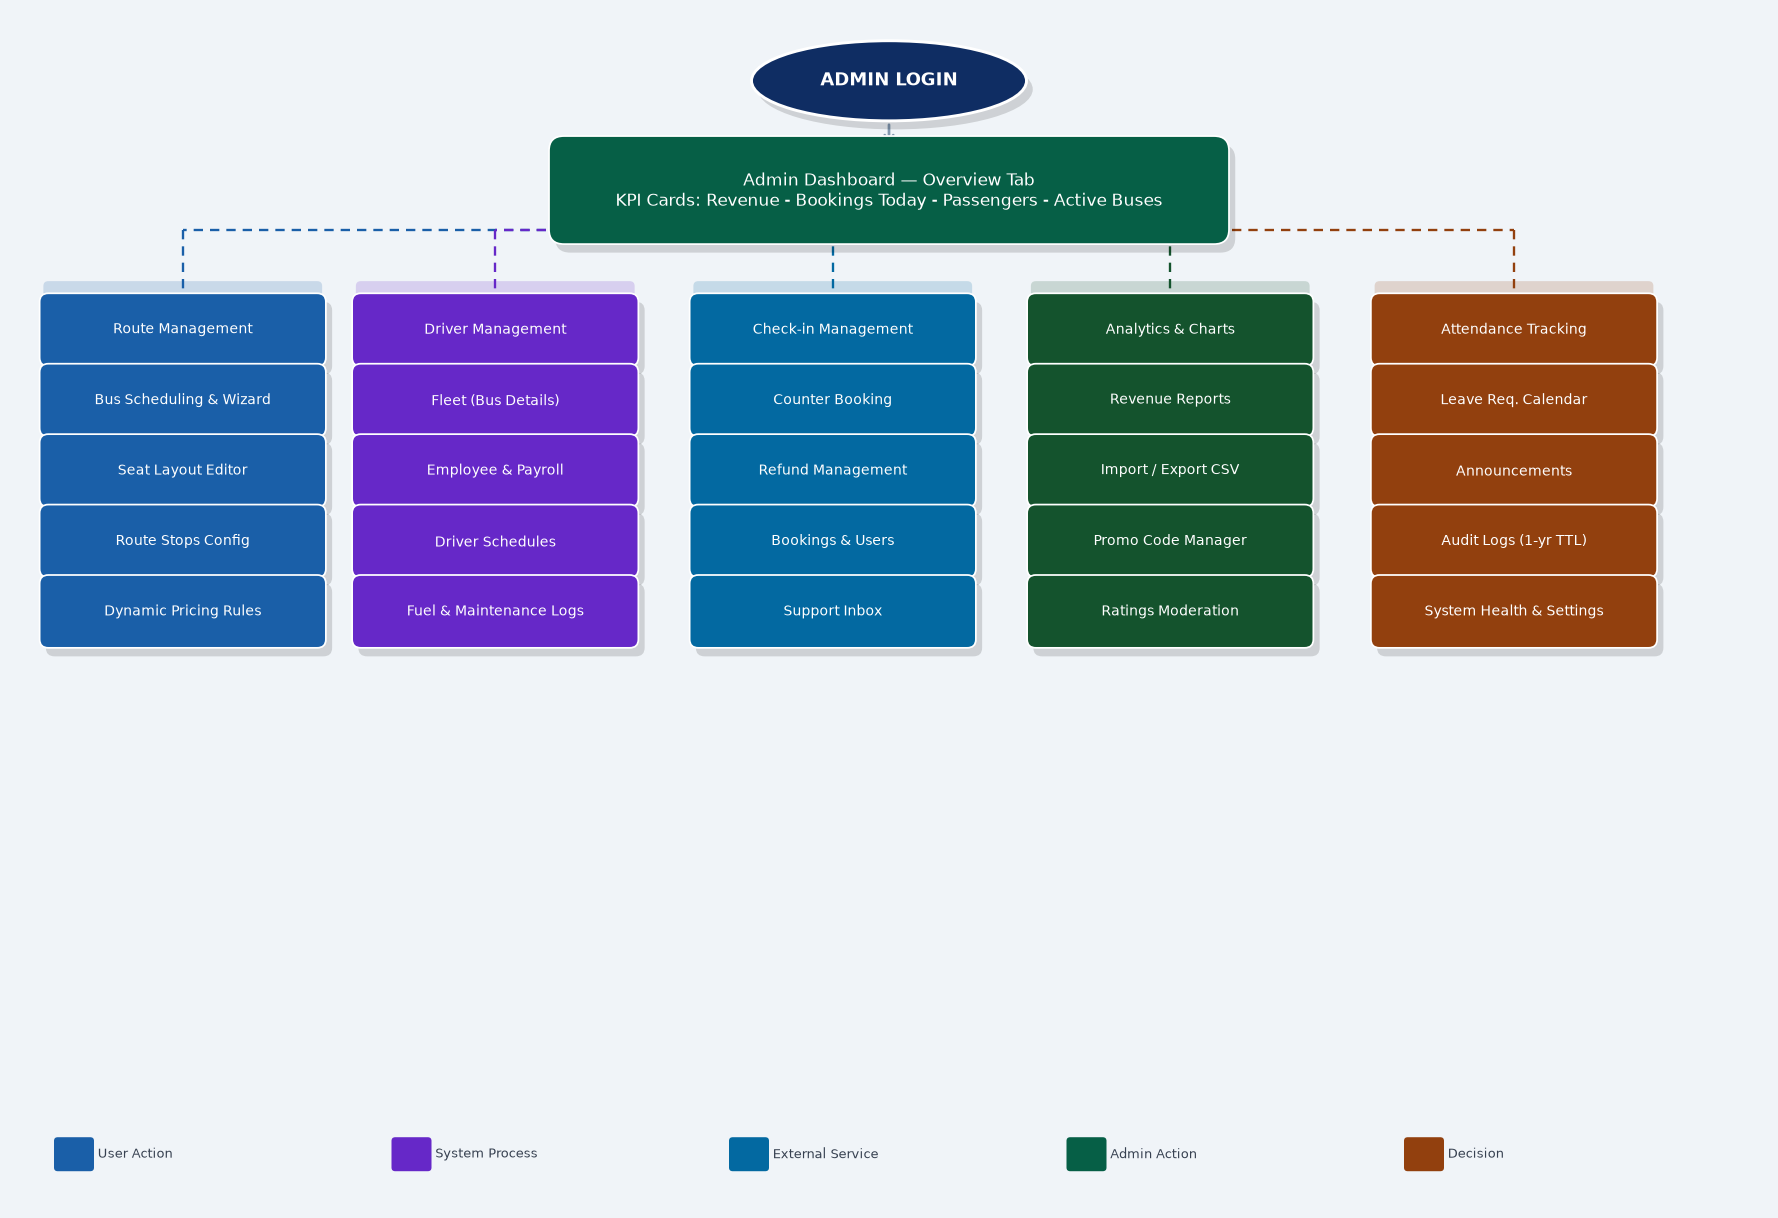 ADMIN LOGIN
Admin Dashboard — Overview Tab
KPI Cards: Revenue - Bookings Today - Passengers - Active Buses
Route Management
Bus Scheduling & Wizard
Seat Layout Editor
Route Stops Config
Dynamic Pricing Rules
Driver Management
Fleet (Bus Details)
Employee & Payroll
Driver Schedules
Fuel & Maintenance Logs
Check-in Management
Counter Booking
Refund Management
Bookings & Users
Support Inbox
Analytics & Charts
Revenue Reports
Import / Export CSV
Promo Code Manager
Ratings Moderation
Attendance Tracking
Leave Req. Calendar
Announcements
Audit Logs (1-yr TTL)
System Health & Settings
User Action
System Process
External Service
Admin Action
Decision